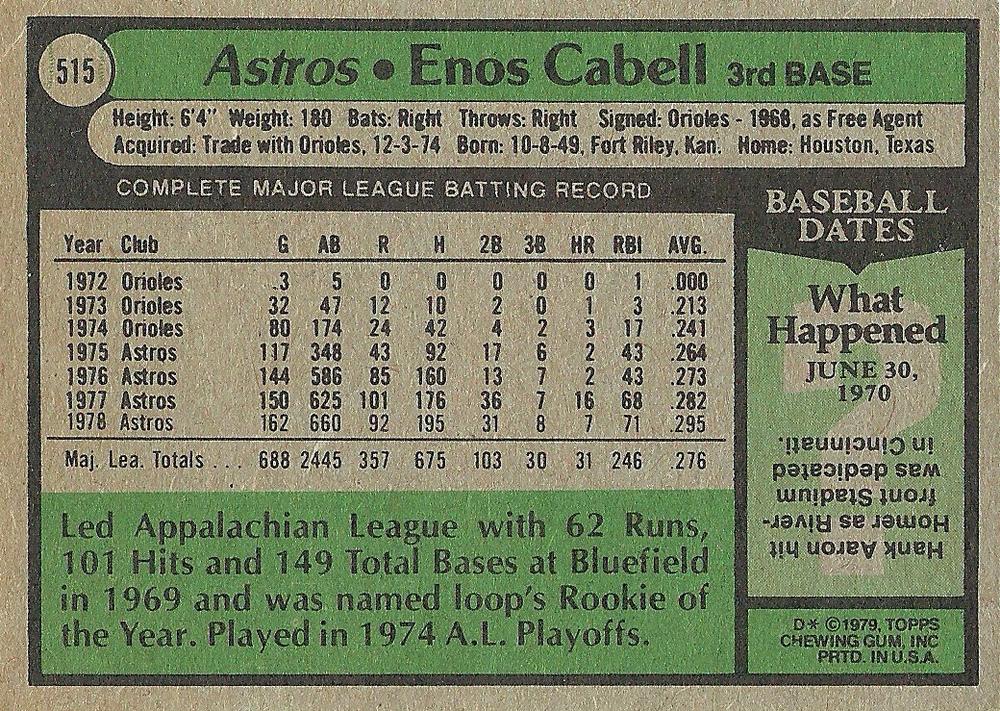 515
Astros • Enos Cabell 3rd BASE
Height: 6'4" Weight: 180 Bats: Right Throws: Right Signed: Orioles - 1968, as Free Agent
Acquired: Trade with Orioles, 12-3-74 Born: 10-8-49, Fort Riley, Kan. Home: Houston, Texas
COMPLETE MAJOR LEAGUE BATTING RECORD
Year Club G AB R H 2B 3B HR RBI AVG.
1972 Orioles 3 5 0 0 0 0 0 1 .000
1973 Orioles 32 47 12 10 2 0 1 3 .213
1974 Orioles 80 174 24 42 4 2 3 17 .241
1975 Astros 117 348 43 92 17 6 2 43 .264
1976 Astros 144 586 85 160 13 7 2 43 .273
1977 Astros 150 625 101 176 36 7 16 68 .282
1978 Astros 162 660 92 195 31 8 7 71 .295
Maj. Lea. Totals ... 688 2445 357 675 103 30 31 246 .276
Led Appalachian League with 62 Runs,
101 Hits and 149 Total Bases at Bluefield
in 1969 and was named loop's Rookie of
the Year. Played in 1974 A.L. Playoffs.
BASEBALL
DATES
What
Happened
JUNE 30,
1970
?
Hank Aaron hit
Homer as River-
front Stadium
was dedicated
in Cincinnati.
D* ©1979, TOPPS
CHEWING GUM, INC
PRTD. IN U.S.A.